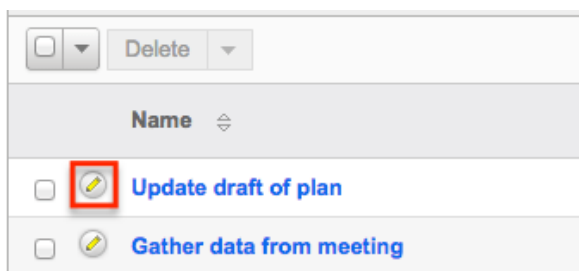 Delete
Name
Update draft of plan
Gather data from meeting